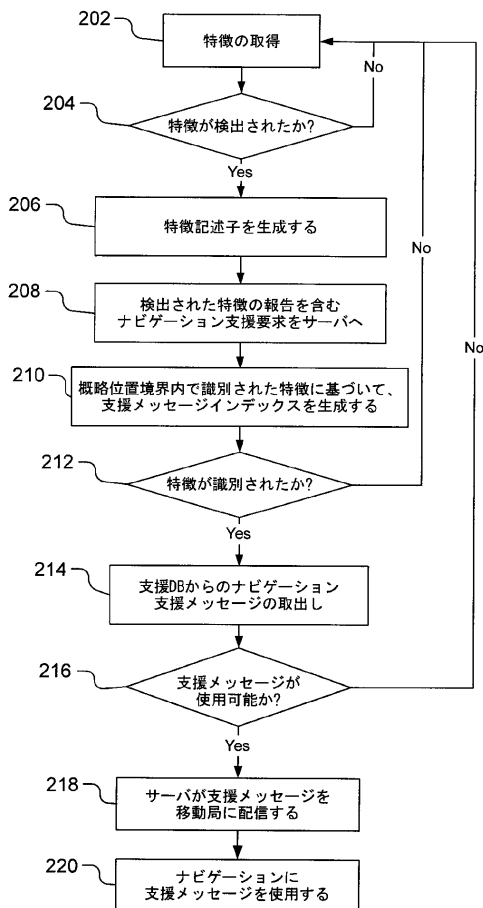 202
特徴の取得
No
204
特徴が検出されたか?
Yes
206
特徴記述子を生成する
No
208
検出された特徴の報告を含む
ナビゲーション支援要求をサーバへ
No
210
概略位置境界内で識別された特徴に基づいて、
支援メッセージインデックスを生成する
212
特徴が識別されたか?
Yes
214
支援DBからのナビゲーション
支援メッセージの取出し
216
支援メッセージが
使用可能か?
Yes
218
サーバが支援メッセージを
移動局に配信する
220
ナビゲーションに
支援メッセージを使用する